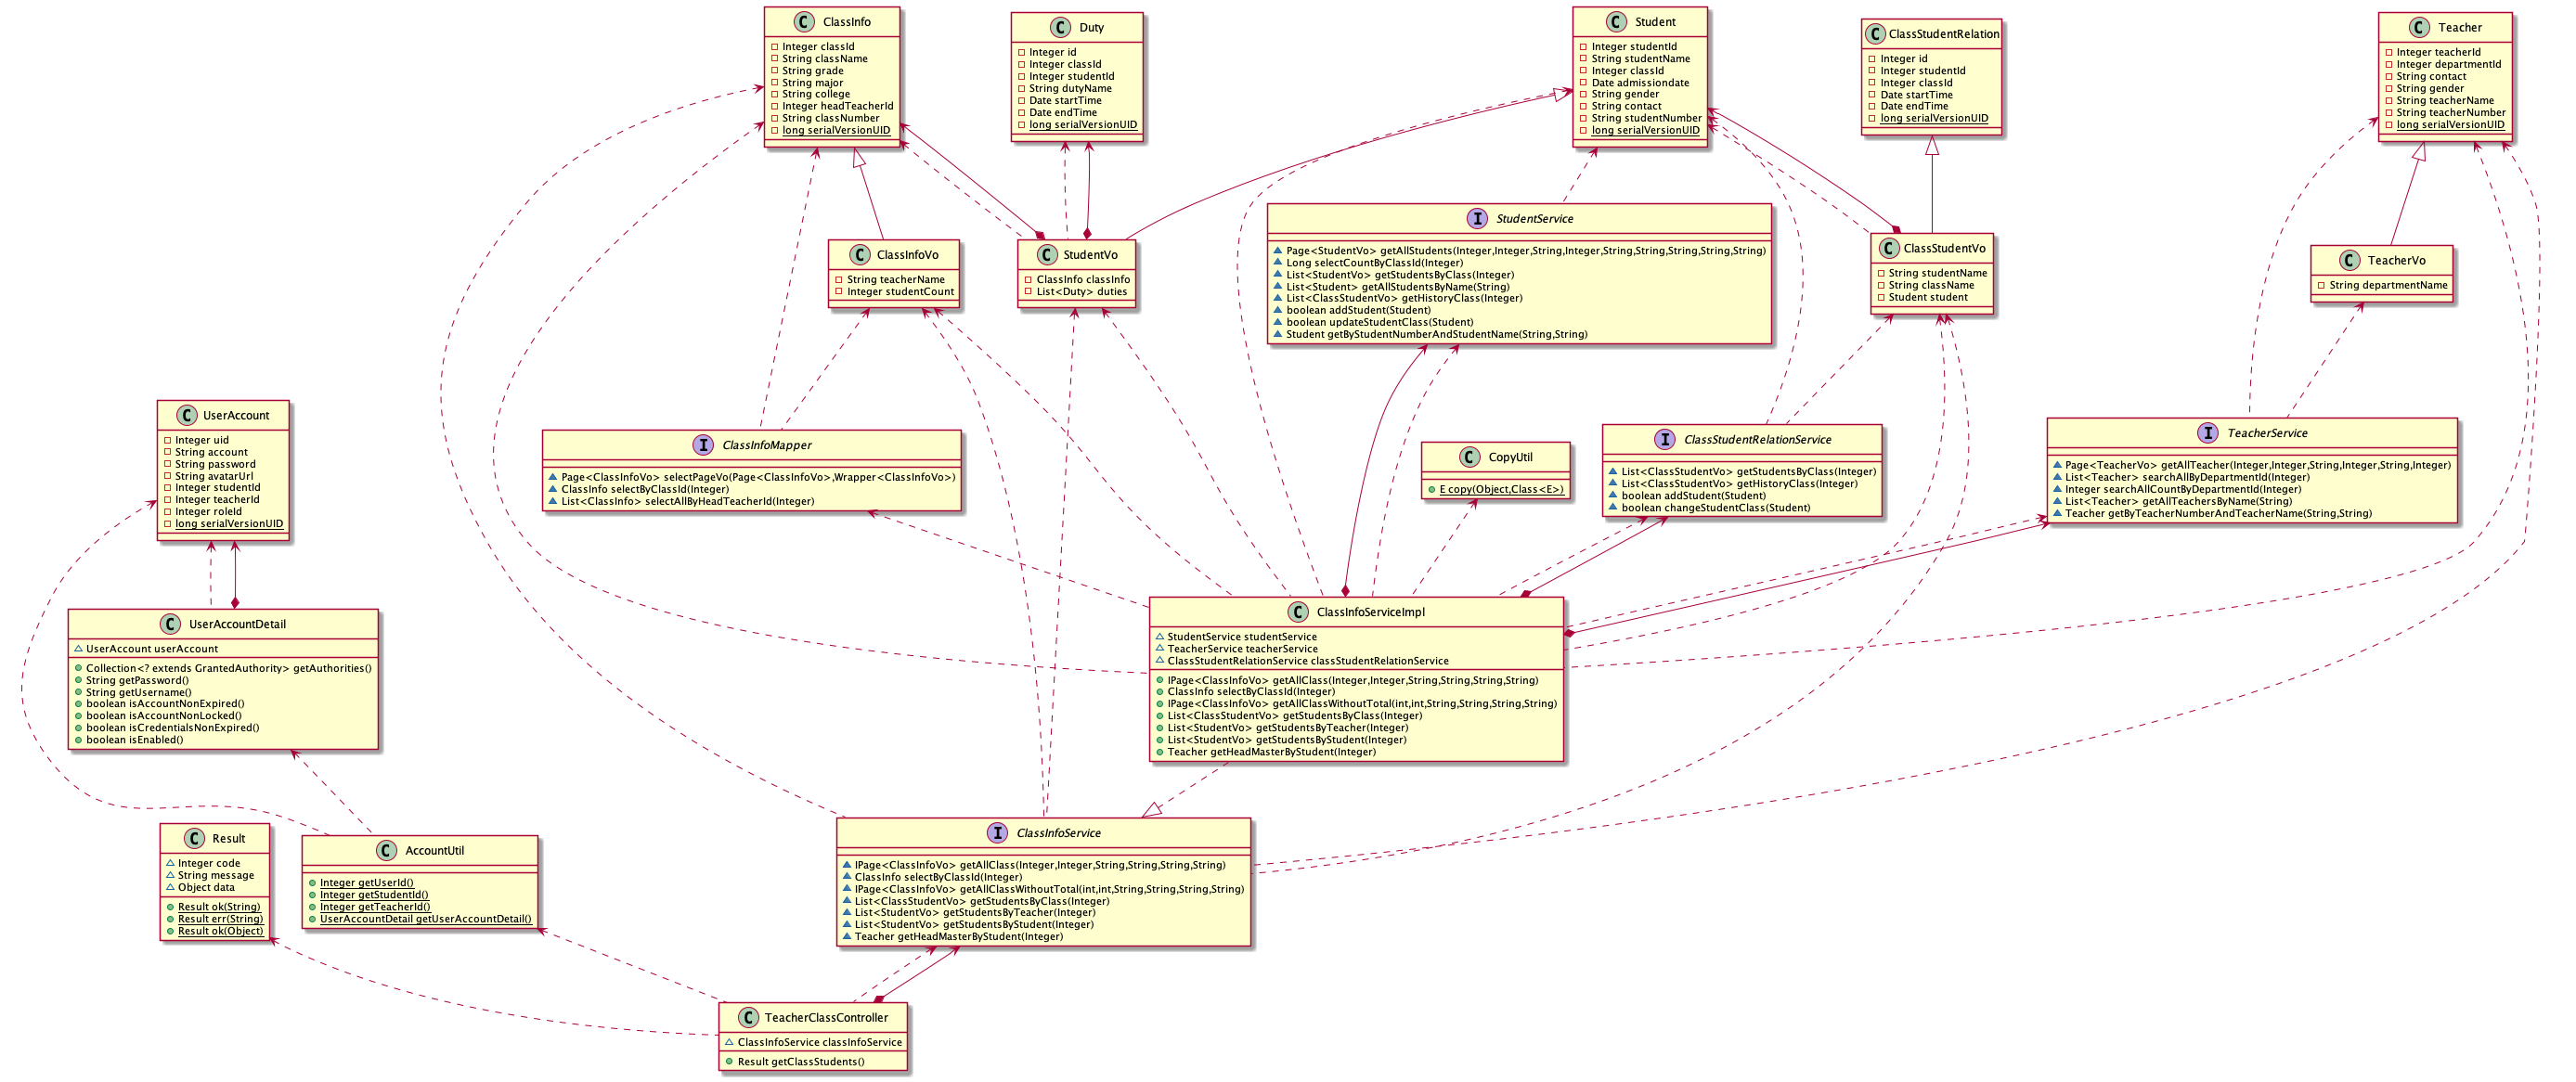 C ClassInfo
Integer classId
String className
String grade
String major
String college
Integer headTeacherId
String classNumber
long serialVersionUID
C Duty
Integer id
Integer classId
Integer studentId
String dutyName
Date startTime
Date endTime
long serialVersionUID
C Student
Integer studentId
String studentName
Integer classId
Date admissiondate
String gender
String contact
String studentNumber
long serialVersionUID
C ClassStudentRelation
Integer id
Integer studentId
Integer classId
Date startTime
Date endTime
long serialVersionUID
C Teacher
Integer teacherId
Integer departmentId
String contact
String gender
String teacherName
String teacherNumber
long serialVersionUID
C ClassInfoVo
String teacherName
Integer studentCount
C StudentVo
ClassInfo classInfo
List<Duty> duties
I StudentService
Page<StudentVo> getAllStudents(Integer,Integer,String,Integer,String,String,String,String,String)
Long selectCountByClassId(Integer)
List<StudentVo> getStudentsByClass(Integer)
List<Student> getAllStudentsByName(String)
List<ClassStudentVo> getHistoryClass(Integer)
boolean addStudent(Student)
boolean updateStudentClass(Student)
Student getByStudentNumberAndStudentName(String,String)
C ClassStudentVo
String studentName
String className
Student student
C TeacherVo
String departmentName
C UserAccount
Integer uid
String account
String password
String avatarUrl
Integer studentId
Integer teacherId
Integer roleId
long serialVersionUID
I ClassInfoMapper
Page<ClassInfoVo> selectPageVo(Page<ClassInfoVo>,Wrapper<ClassInfoVo>)
ClassInfo selectByClassId(Integer)
List<ClassInfo> selectAllByHeadTeacherId(Integer)
C CopyUtil
E copy(Object,Class<E>)
I ClassStudentRelationService
List<ClassStudentVo> getStudentsByClass(Integer)
List<ClassStudentVo> getHistoryClass(Integer)
boolean addStudent(Student)
boolean changeStudentClass(Student)
I TeacherService
Page<TeacherVo> getAllTeacher(Integer,Integer,String,Integer,String,Integer)
List<Teacher> searchAllByDepartmentId(Integer)
Integer searchAllCountByDepartmentId(Integer)
List<Teacher> getAllTeachersByName(String)
Teacher getByTeacherNumberAndTeacherName(String,String)
C UserAccountDetail
UserAccount userAccount
Collection<? extends GrantedAuthority> getAuthorities()
String getPassword()
String getUsername()
boolean isAccountNonExpired()
boolean isAccountNonLocked()
boolean isCredentialsNonExpired()
boolean isEnabled()
C ClassInfoServiceImpl
StudentService studentService
TeacherService teacherService
ClassStudentRelationService classStudentRelationService
IPage<ClassInfoVo> getAllClass(Integer,Integer,String,String,String,String)
ClassInfo selectByClassId(Integer)
IPage<ClassInfoVo> getAllClassWithoutTotal(int,int,String,String,String,String)
List<ClassStudentVo> getStudentsByClass(Integer)
List<StudentVo> getStudentsByTeacher(Integer)
List<StudentVo> getStudentsByStudent(Integer)
Teacher getHeadMasterByStudent(Integer)
C Result
Integer code
String message
Object data
Result ok(String)
Result err(String)
Result ok(Object)
C AccountUtil
Integer getUserId()
Integer getStudentId()
Integer getTeacherId()
UserAccountDetail getUserAccountDetail()
I ClassInfoService
IPage<ClassInfoVo> getAllClass(Integer,Integer,String,String,String,String)
ClassInfo selectByClassId(Integer)
IPage<ClassInfoVo> getAllClassWithoutTotal(int,int,String,String,String,String)
List<ClassStudentVo> getStudentsByClass(Integer)
List<StudentVo> getStudentsByTeacher(Integer)
List<StudentVo> getStudentsByStudent(Integer)
Teacher getHeadMasterByStudent(Integer)
C TeacherClassController
ClassInfoService classInfoService
Result getClassStudents()